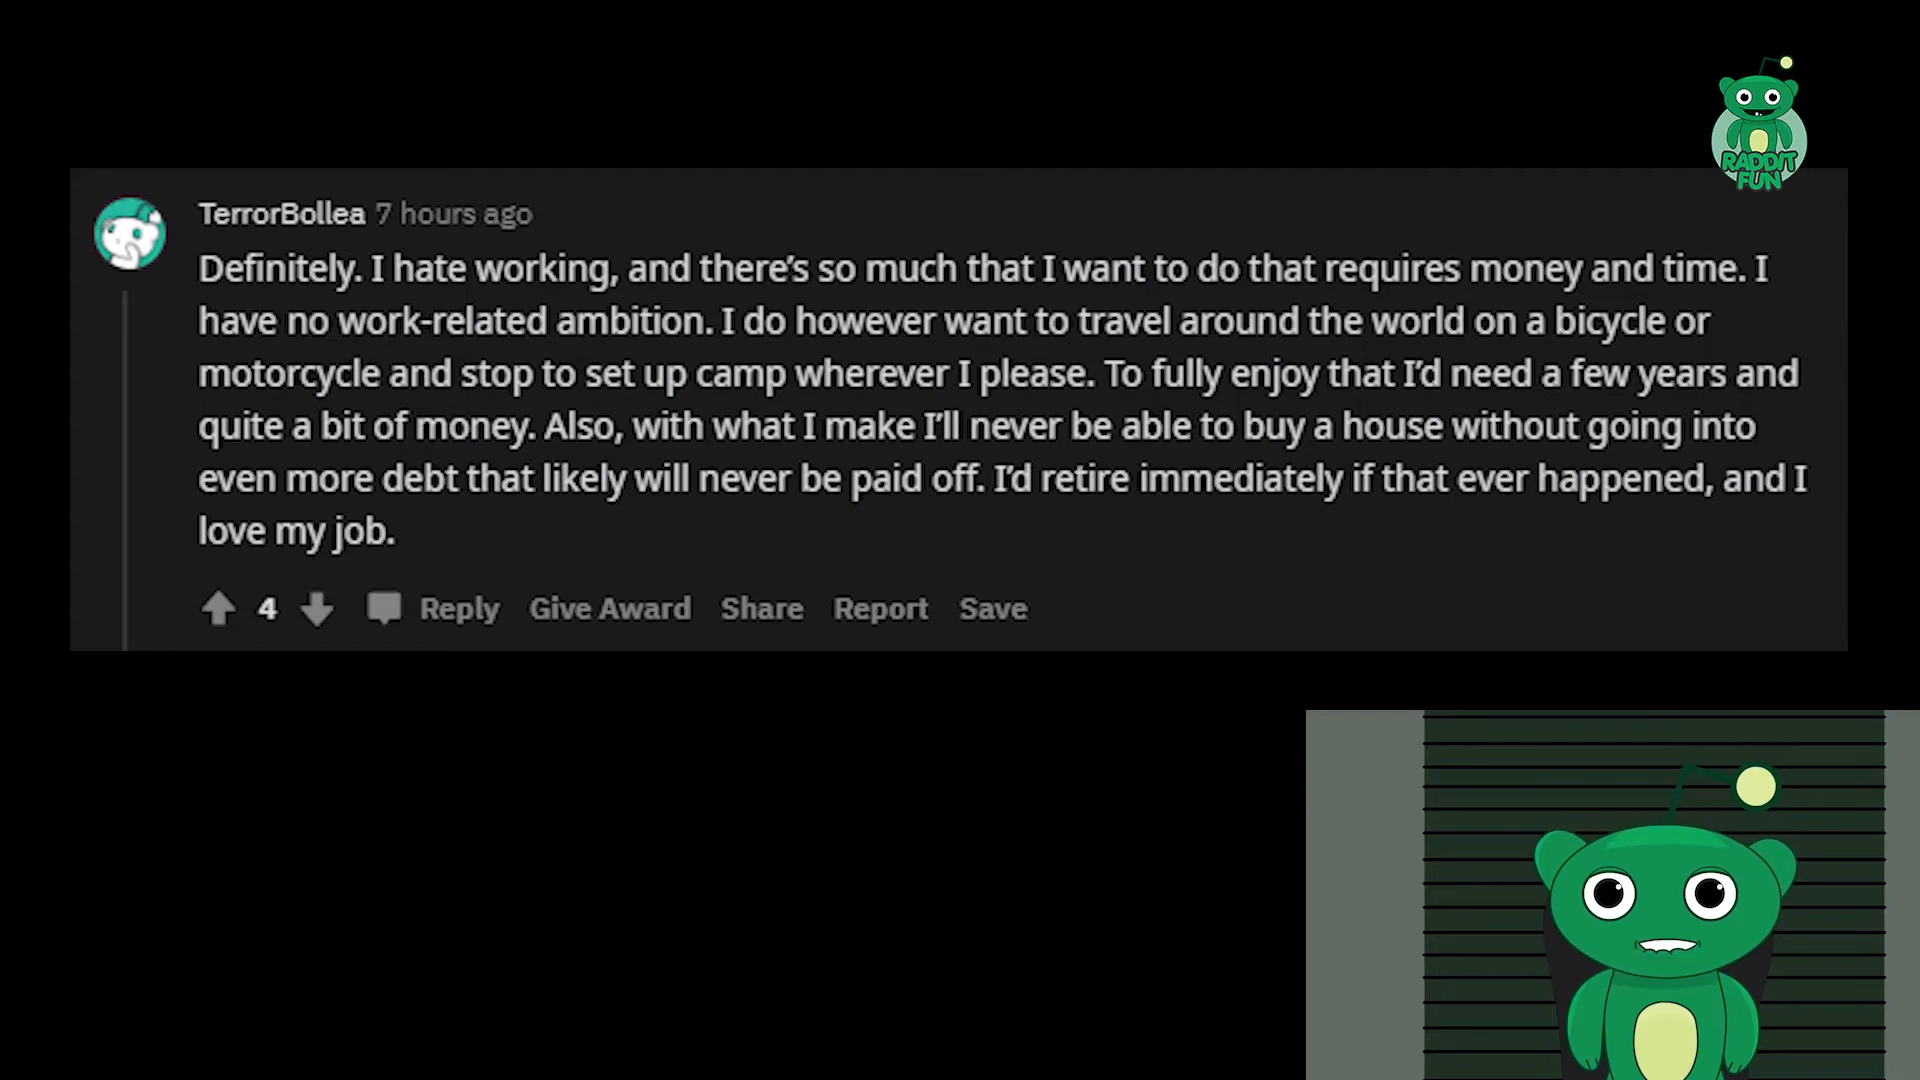 RADDIT
FUN
TerrorBollea 7 hours ago
Definitely. I hate working, and there’s so much that I want to do that requires money and time. I
have no work-related ambition. I do however want to travel around the world on a bicycle or
motorcycle and stop to set up camp wherever I please. To fully enjoy that I’d need a few years and
quite a bit of money. Also, with what I make I’ll never be able to buy a house without going into
even more debt that likely will never be paid off. I’d retire immediately if that ever happened, and I
love my job.
4 Reply Give Award Share Report Save